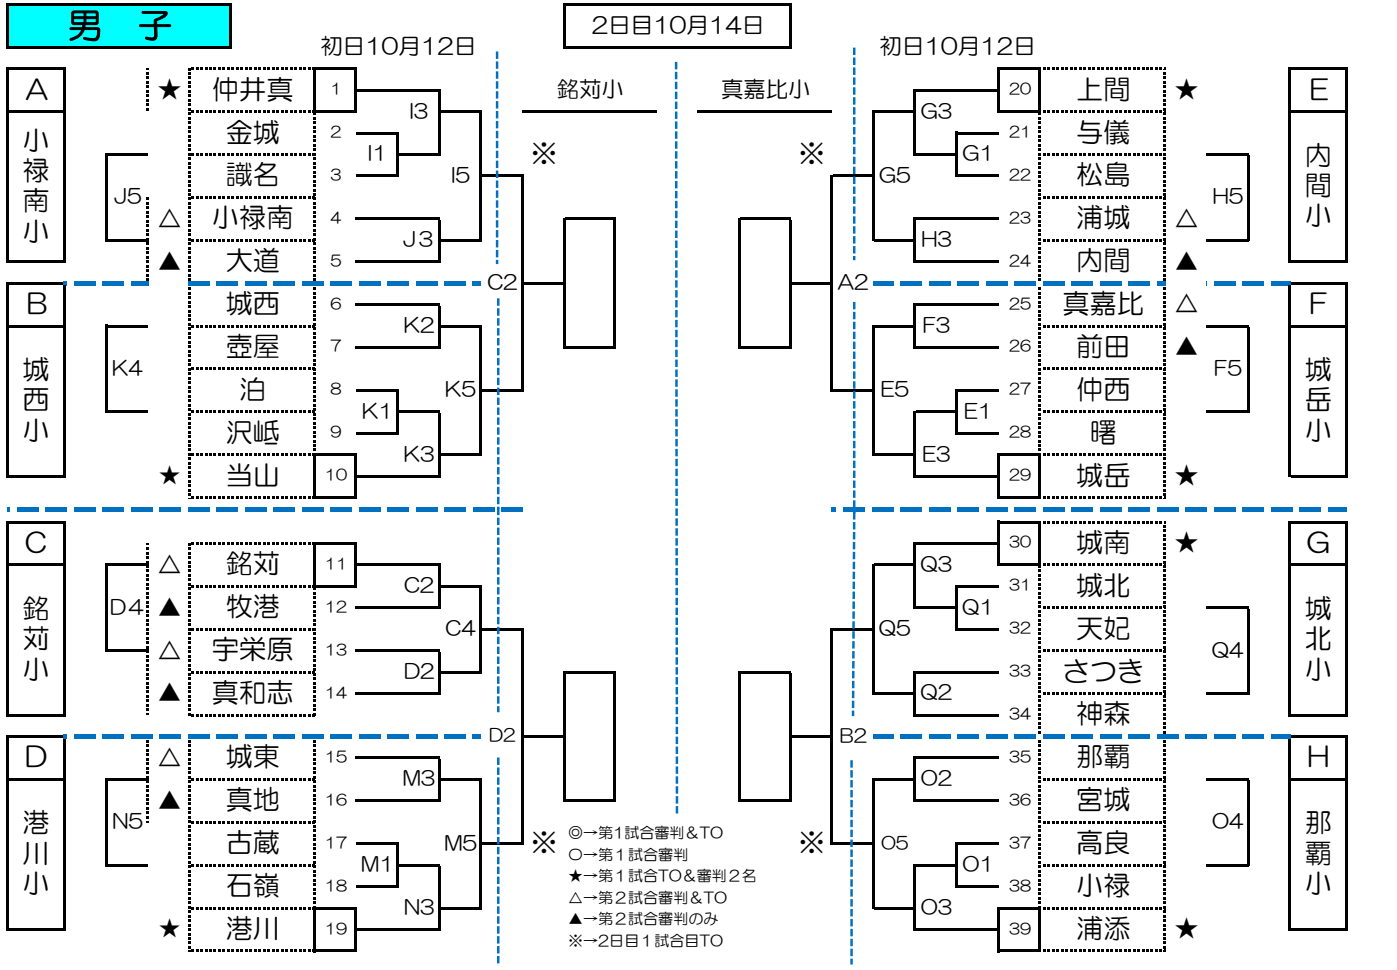 男 子
2日目10月14日
初日10月12日
初日10月12日
銘苅小
真嘉比小
A
小禄南小
★ 仲井真 1
金城 2
識名 3
△ 小禄南 4
▲ 大道 5
I3
I1
I5
J5
J3
C2
B
城西小
城西 6
壺屋 7
泊 8
沢岻 9
★ 当山 10
K2
K4
K5
K1
K3
C
銘苅小
△ 銘苅 11
▲ 牧港 12
△ 宇栄原 13
▲ 真和志 14
C2
D4
C4
D2
D2
D
港川小
△ 城東 15
▲ 真地 16
古蔵 17
石嶺 18
★ 港川 19
M3
N5
M5
M1
N3
※
※
※
※
E
内間小
20 上間 ★
21 与儀
22 松島
23 浦城 △
24 内間 ▲
G3
G1
G5
H5
H3
A2
F
城岳小
25 真嘉比 △
26 前田 ▲
27 仲西
28 曙
29 城岳 ★
F3
F5
E5
E1
E3
G
城北小
30 城南 ★
31 城北
32 天妃
33 さつき
34 神森
Q3
Q1
Q5
Q4
Q2
B2
H
那覇小
35 那覇
36 宮城
37 高良
38 小禄
39 浦添 ★
O2
O4
O5
O1
O3
◎→第1試合審判&TO
○→第1試合審判
★→第1試合TO&審判2名
△→第2試合審判&TO
▲→第2試合審判のみ
※→2日目1試合目TO